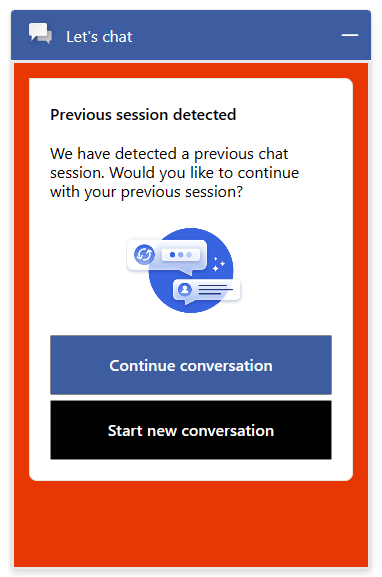 Let's chat
Previous session detected
We have detected a previous chat
session. Would you like to continue
with your previous session?
Continue conversation
Start new conversation